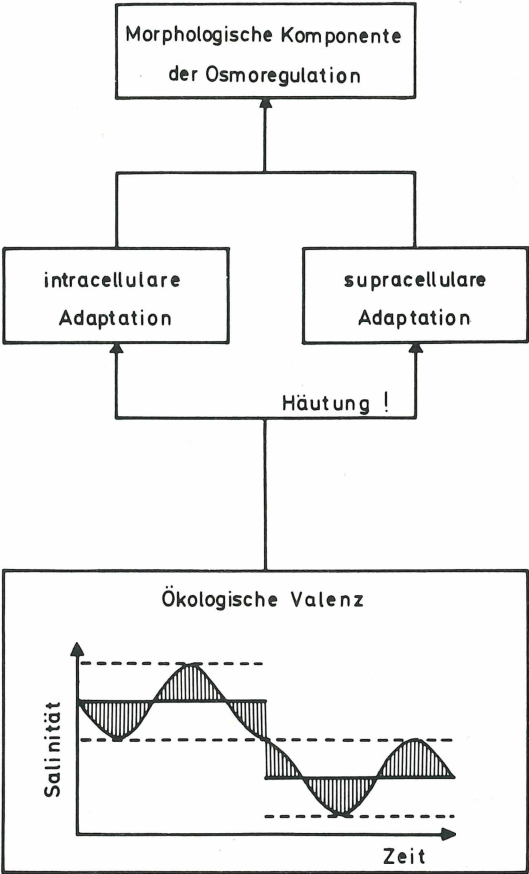 Morphologische Komponente
der Osmoregulation
intracellulare
Adaptation
supracellulare
Adaptation
Häutung !
Ökologische Valenz
Salinität
Zeit